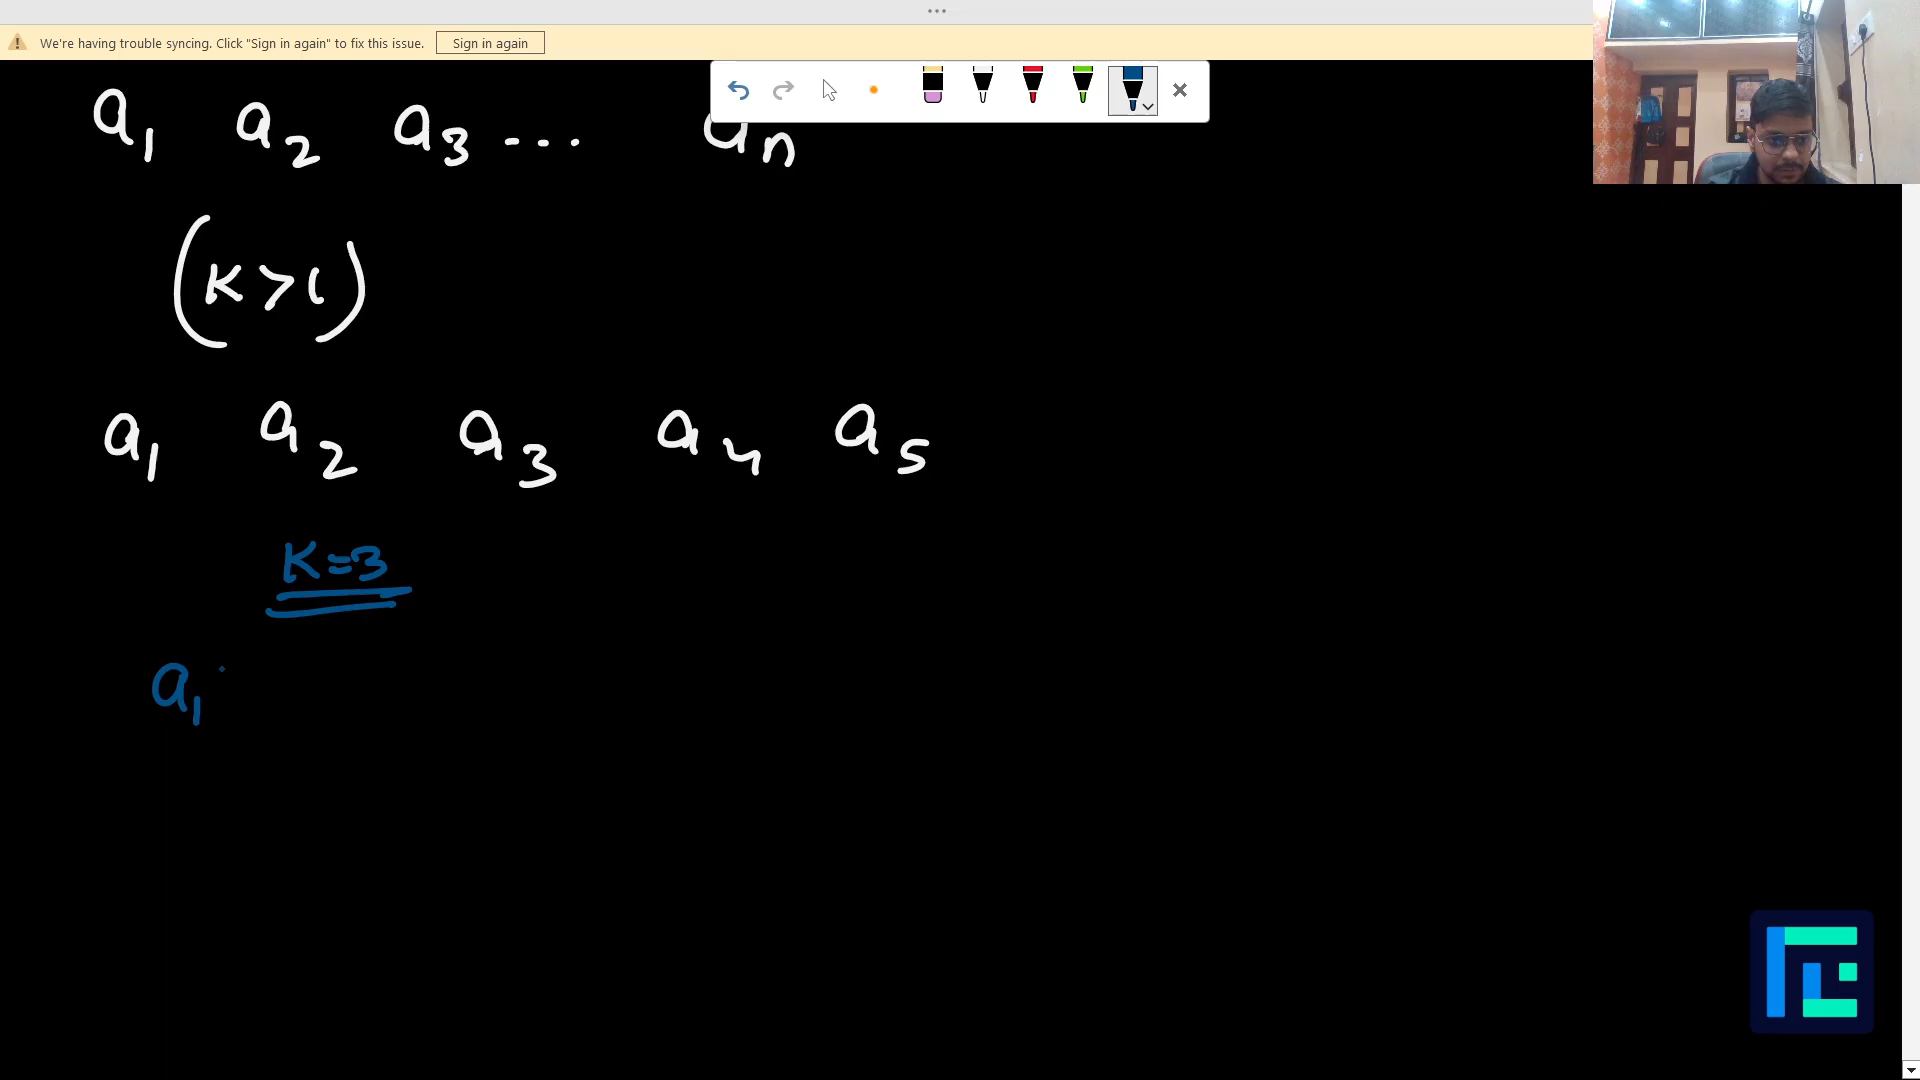 We're having trouble syncing. Click "Sign in again" to fix this issue. Sign in again
a₁ a₂ a₃ ... aₙ
(K>1)
a₁ a₂ a₃ a₄ a₅
K=3
a₁